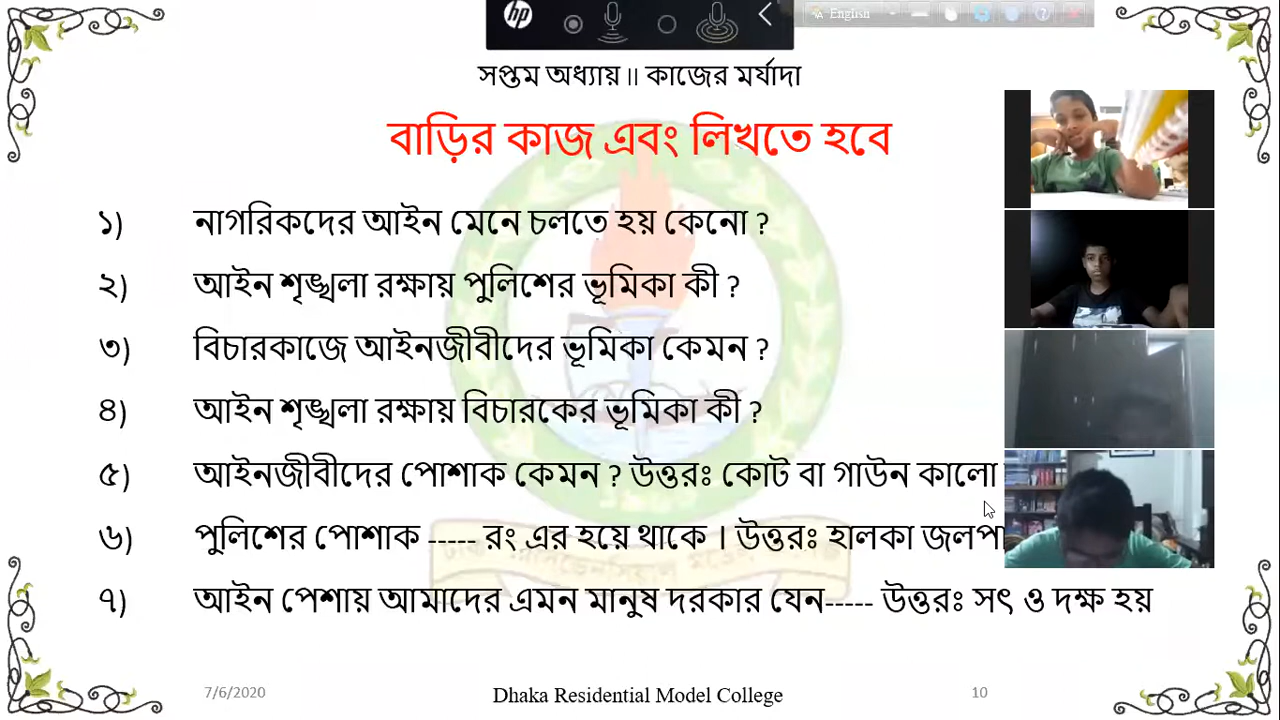 hp
English
সপ্তম অধ্যায়॥ কাজের মর্যাদা
বাড়ির কাজ এবং লিখতে হবে
১) নাগরিকদের আইন মেনে চলতে হয় কেনো ?
২) আইন শৃঙ্খলা রক্ষায় পুলিশের ভূমিকা কী ?
৩) বিচারকাজে আইনজীবীদের ভূমিকা কেমন ?
৪) আইন শৃঙ্খলা রক্ষায় বিচারকের ভূমিকা কী ?
৫) আইনজীবীদের পোশাক কেমন ? উত্তরঃ কোট বা গাউন কালো
৬) পুলিশের পোশাক ----- রং এর হয়ে থাকে । উত্তরঃ হালকা
৭) আইন পেশায় আমাদের এমন মানুষ দরকার যেন----- উত্তরঃ সৎ ও দক্ষ হয়
7/6/2020 Dhaka Residential Model College 10